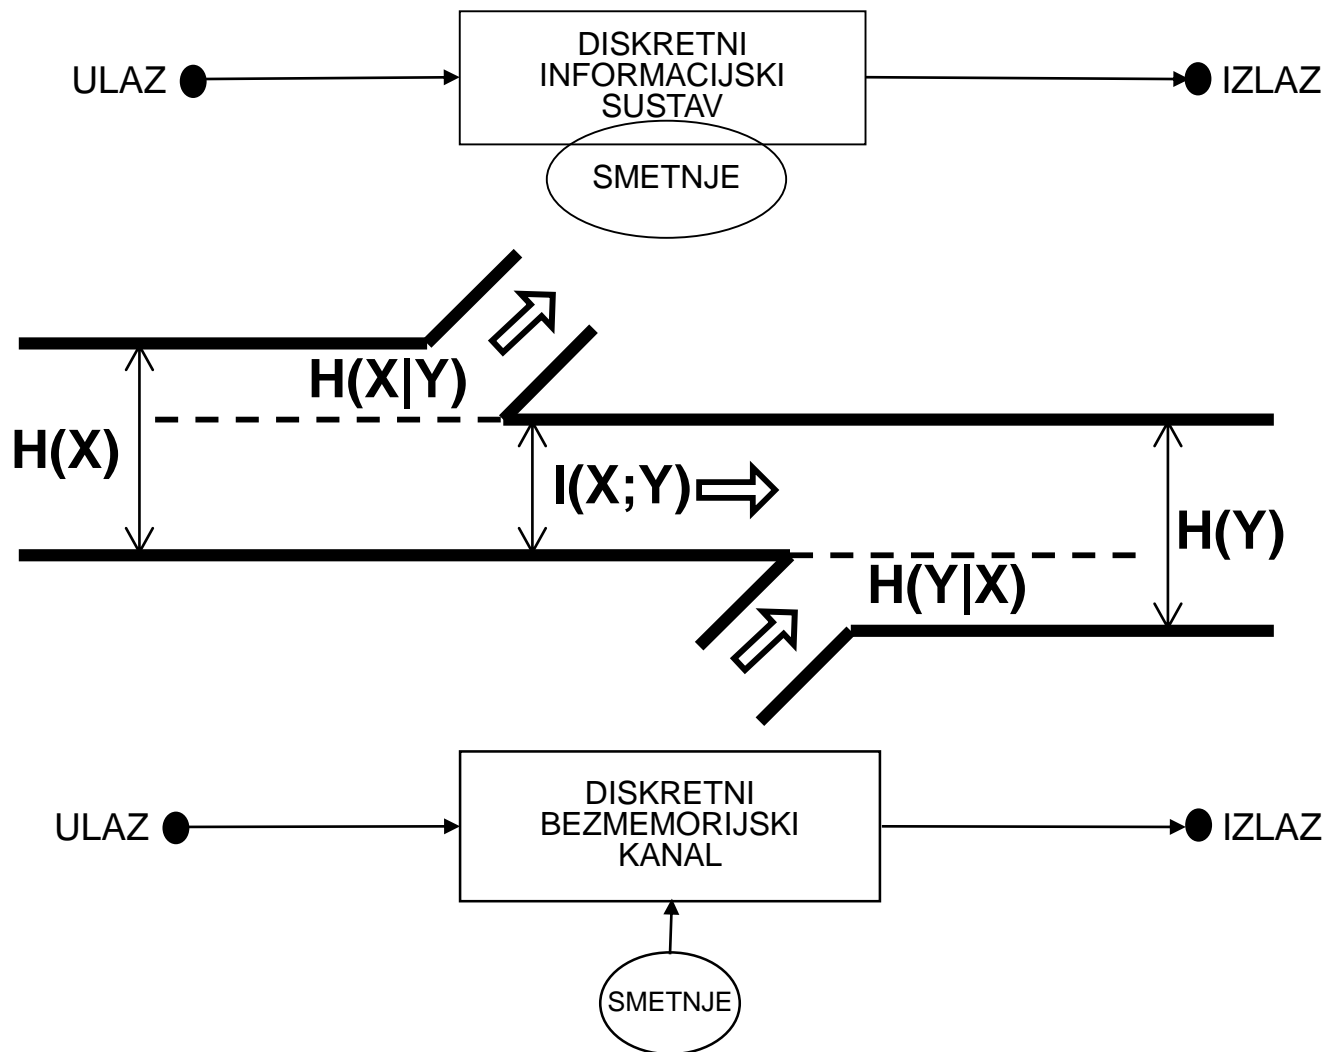 ULAZ
DISKRETNI
INFORMACIJSKI
SUSTAV
IZLAZ
SMETNJE
H(X|Y)
H(X)
I(X;Y)
H(Y)
H(Y|X)
ULAZ
DISKRETNI
BEZMEMORIJSKI
KANAL
IZLAZ
SMETNJE